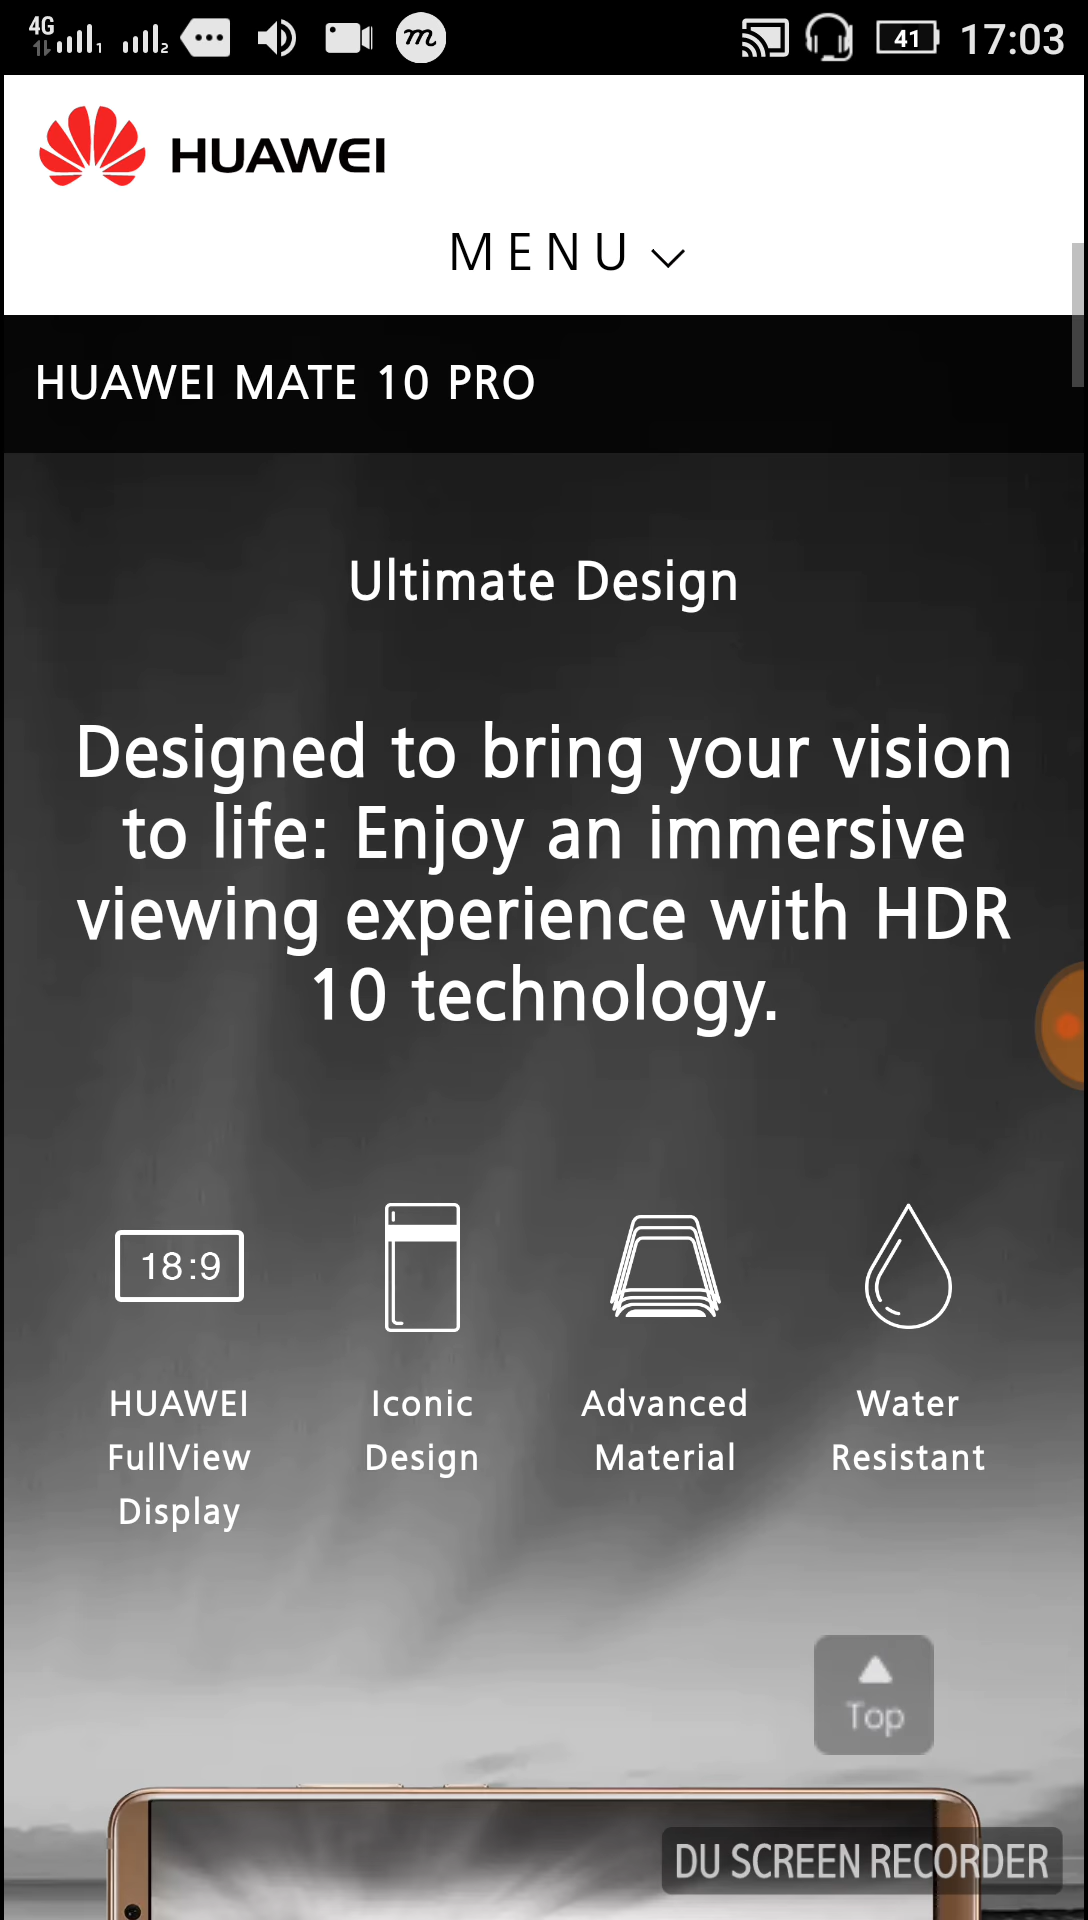 4G 1 2 m 41 17:03
HUAWEI
MENU
HUAWEI MATE 10 PRO
Ultimate Design
Designed to bring your vision
to life: Enjoy an immersive
viewing experience with HDR
10 technology.
18:9
HUAWEI
FullView
Display
Iconic
Design
Advanced
Material
Water
Resistant
Top
DU SCREEN RECORDER